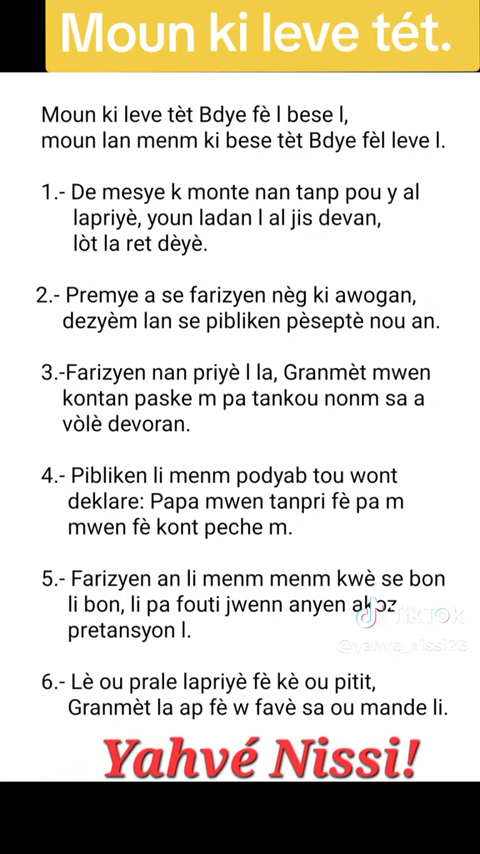 Moun ki leve tét.
Moun ki leve tèt Bdye fè l bese l,
moun lan menm ki bese tèt Bdye fèl leve l.
1.- De mesye k monte nan tanp pou y al
lapriyè, youn ladan l al jis devan,
lòt la ret dèyè.
2.- Premye a se farizyen nèg ki awogan,
dezyèm lan se pibliken pèseptè nou an.
3.-Farizyen nan priyè l la, Granmèt mwen
kontan paske m pa tankou nonm sa a
vòlè devoran.
4.- Pibliken li menm podyab tou wont
deklare: Papa mwen tanpri fè pa m
mwen fè kont peche m.
5.- Farizyen an li menm menm kwè se bon
li bon, li pa fouti jwenn anyen akoz
pretansyon l.
TikTok
@yahve_nissi23
6.- Lè ou prale lapriyè fè kè ou pitit,
Granmèt la ap fè w favè sa ou mande li.
Yahvé Nissi!